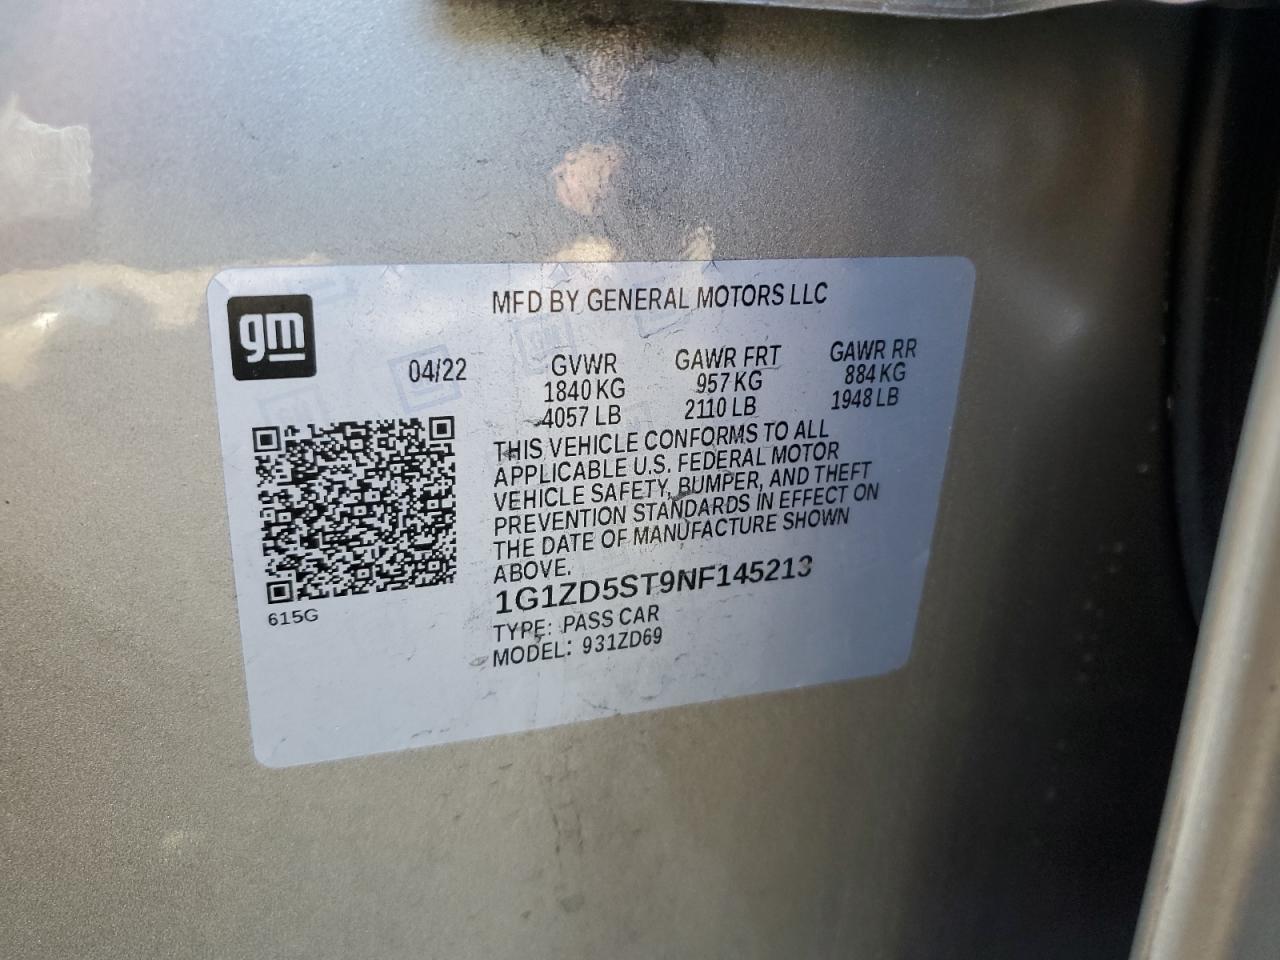 gm
MFD BY GENERAL MOTORS LLC
04/22
GVWR GAWR FRT GAWR RR
1840 KG 957 KG 884 KG
4057 LB 2110 LB 1948 LB
THIS VEHICLE CONFORMS TO ALL
APPLICABLE U.S. FEDERAL MOTOR
VEHICLE SAFETY, BUMPER, AND THEFT
PREVENTION STANDARDS IN EFFECT ON
THE DATE OF MANUFACTURE SHOWN
ABOVE.
1G1ZD5ST9NF145213
TYPE: PASS CAR
MODEL: 931ZD69
615G